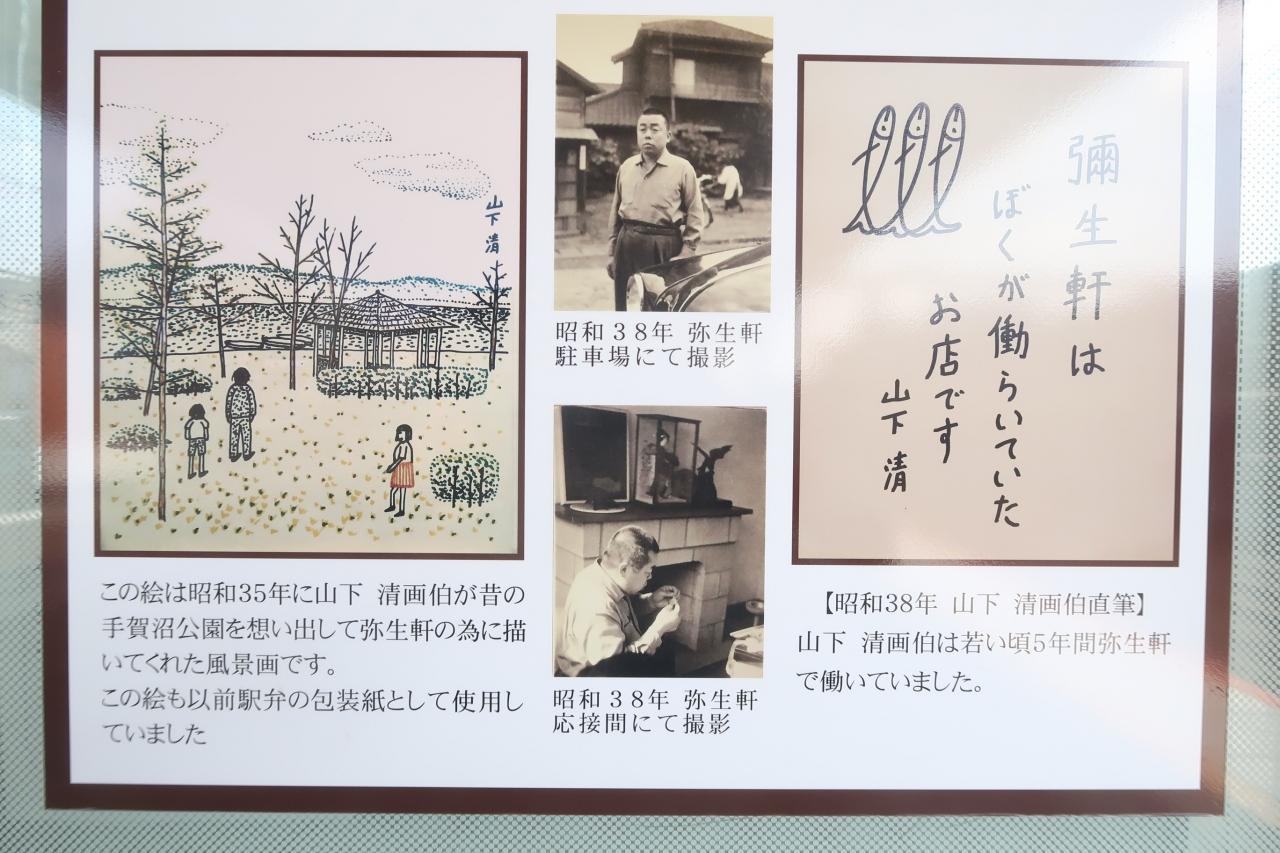 山下清
この絵は昭和35年に山下 清画伯が昔の
手賀沼公園を想い出して弥生軒の為に描
いてくれた風景画です。
この絵も以前駅弁の包装紙として使用し
ていました
昭和38年 弥生軒
駐車場にて撮影
昭和38年 弥生軒
応接間にて撮影
彌生軒は
ぼくが働らいていた
お店です
山下清
【昭和38年 山下 清画伯直筆】
山下 清画伯は若い頃5年間弥生軒
で働いていました。